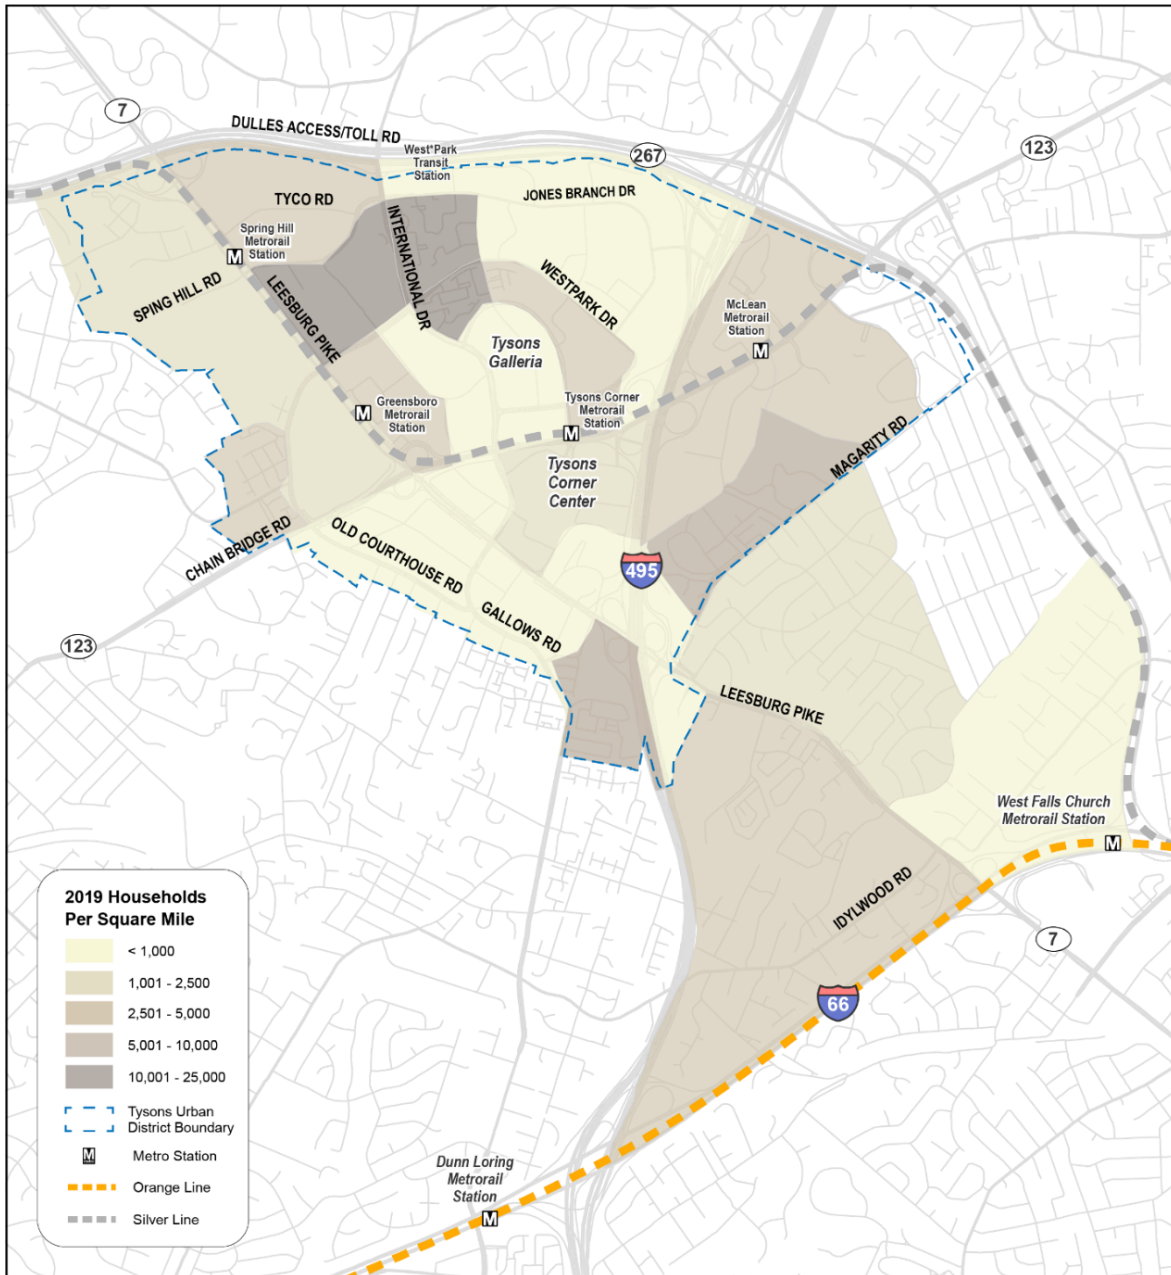 7
DULLES ACCESS/TOLL RD
West*Park
Transit
Station
267
123
TYCO RD
JONES BRANCH DR
Spring Hill
Metrorail
Station
M
INTERNATIONAL DR
WESTPARK DR
SPING HILL RD
LEESBURG PIKE
McLean
Metrorail
Station
M
Tysons
Galleria
Greensboro
Metrorail
Station
M
Tysons Corner
Metrorail
Station
M
MAGARITY RD
Tysons
Corner
Center
CHAIN BRIDGE RD
OLD COURTHOUSE RD
495
GALLOWS RD
123
LEESBURG PIKE
West Falls Church
Metrorail Station
M
IDYLWOOD RD
7
66
Dunn Loring
Metrorail
Station
M
2019 Households
Per Square Mile
< 1,000
1,001 - 2,500
2,501 - 5,000
5,001 - 10,000
10,001 - 25,000
Tysons Urban
District Boundary
M
Metro Station
Orange Line
Silver Line